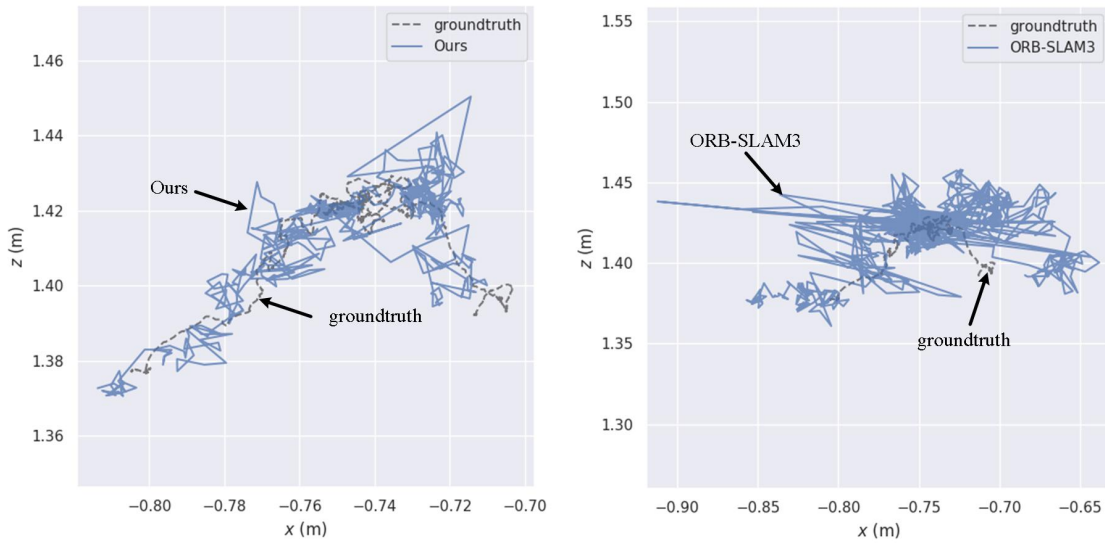 groundtruth
Ours
1.46
1.44
1.42
1.40
1.38
1.36
z (m)
Ours
groundtruth
−0.80
−0.78
−0.76
−0.74
−0.72
−0.70
x (m)
groundtruth
ORB-SLAM3
1.55
1.50
1.45
1.40
1.35
1.30
z (m)
ORB-SLAM3
groundtruth
−0.90
−0.85
−0.80
−0.75
−0.70
−0.65
x (m)